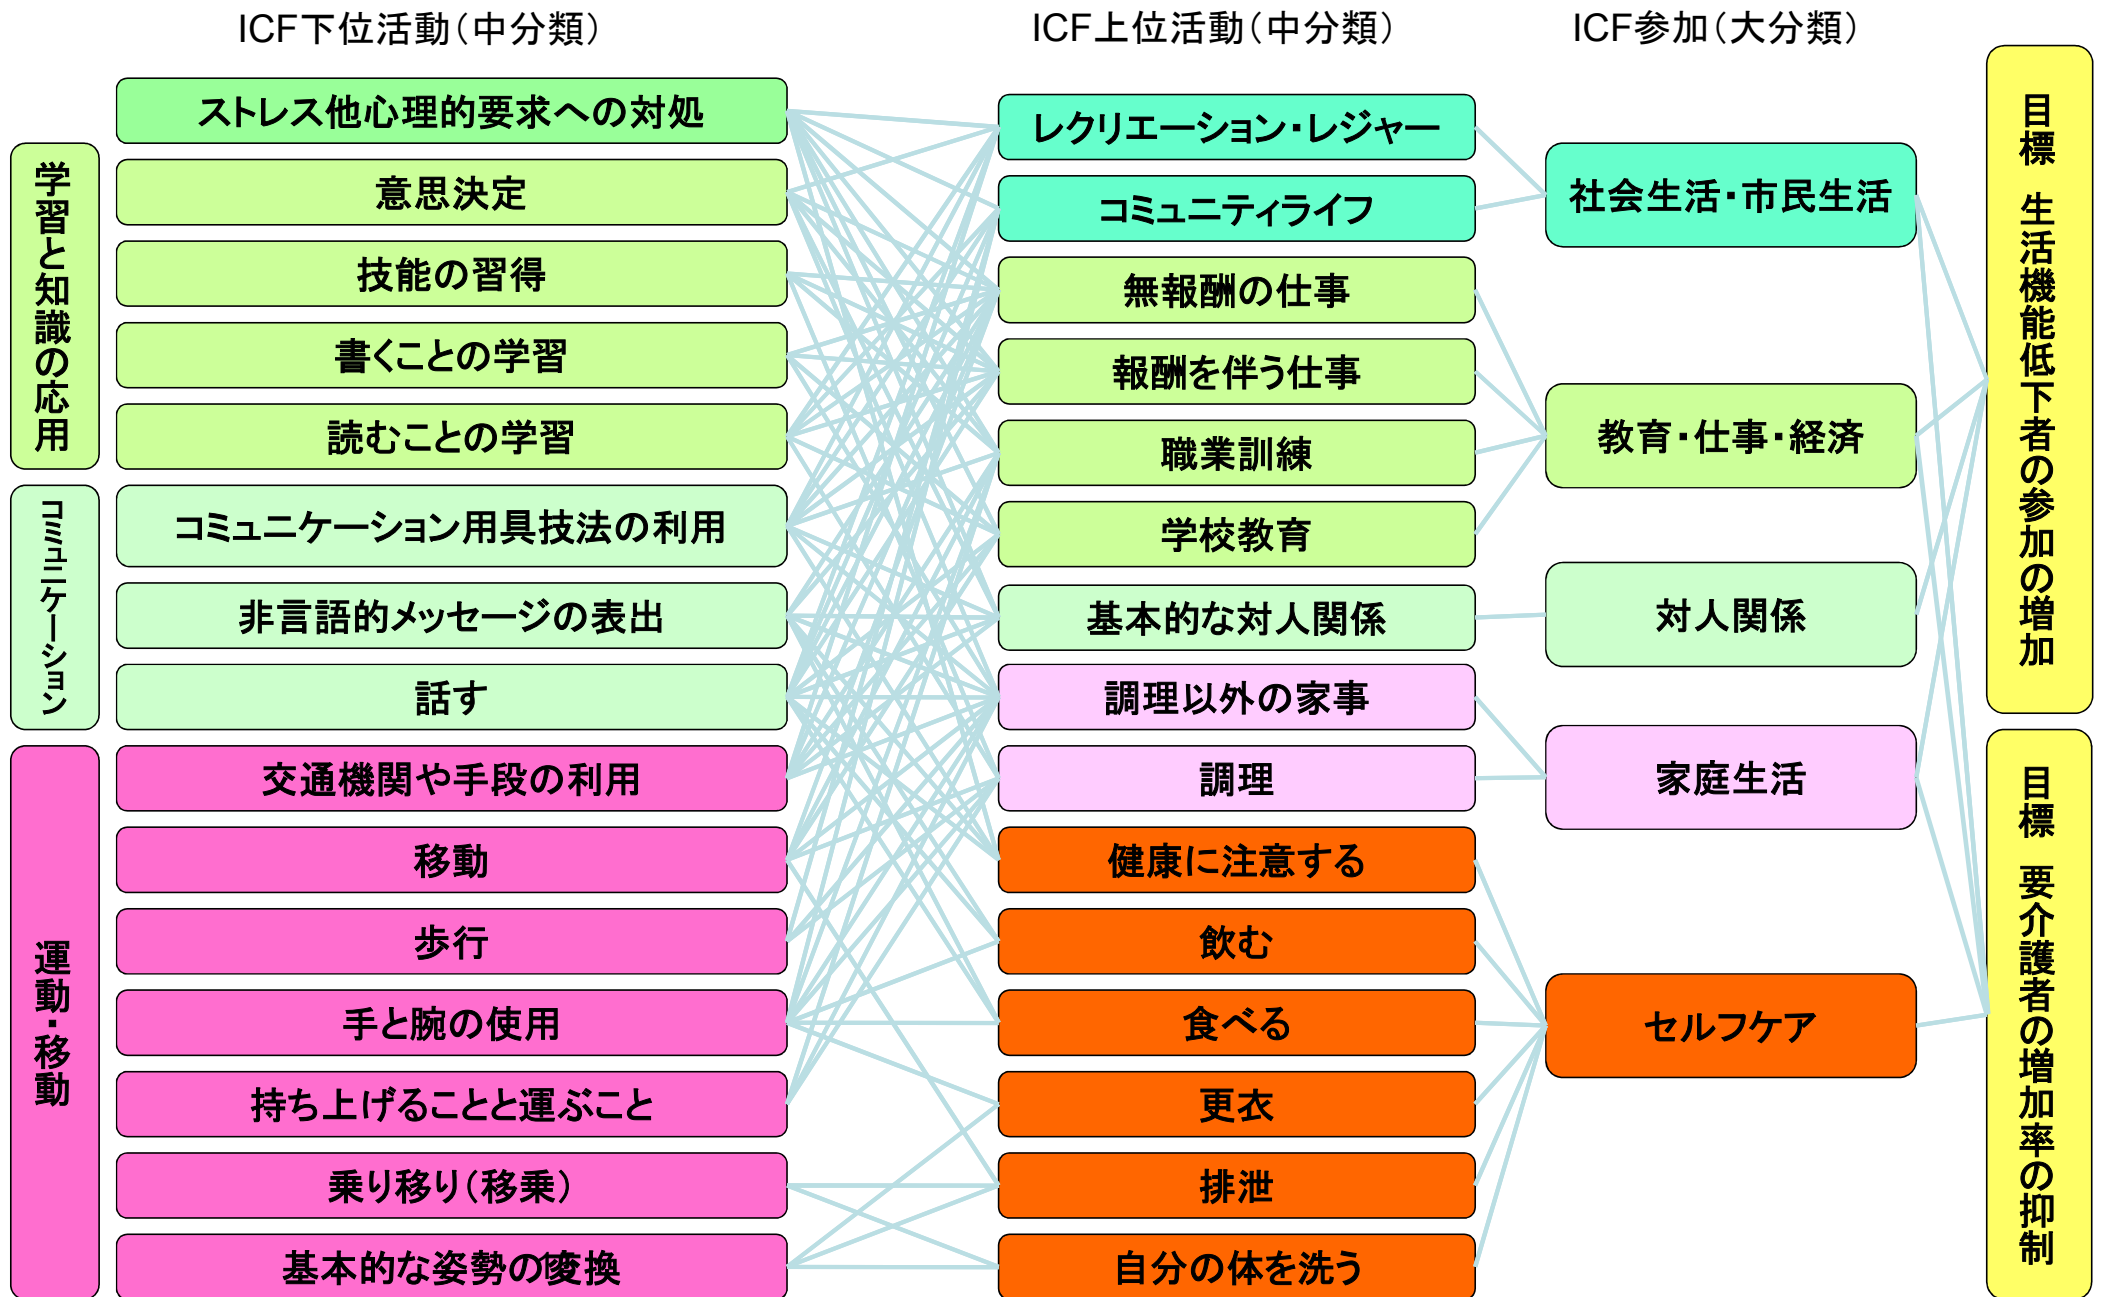 ICF下位活動（中分類）
ICF上位活動（中分類）
ICF参加（大分類）
学習と知識の応用
コミュニケーション
運動・移動
ストレス他心理的要求への対処
意思決定
技能の習得
書くことの学習
読むことの学習
コミュニケーション用具技法の利用
非言語的メッセージの表出
話す
交通機関や手段の利用
移動
歩行
手と腕の使用
持ち上げることと運ぶこと
乗り移り（移乗）
基本的な姿勢の変換
レクリエーション・レジャー
コミュニティライフ
無報酬の仕事
報酬を伴う仕事
職業訓練
学校教育
基本的な対人関係
調理以外の家事
調理
健康に注意する
飲む
食べる
更衣
排泄
自分の体を洗う
社会生活・市民生活
教育・仕事・経済
対人関係
家庭生活
セルフケア
目標 生活機能低下者の参加の増加
目標 要介護者の増加率の抑制